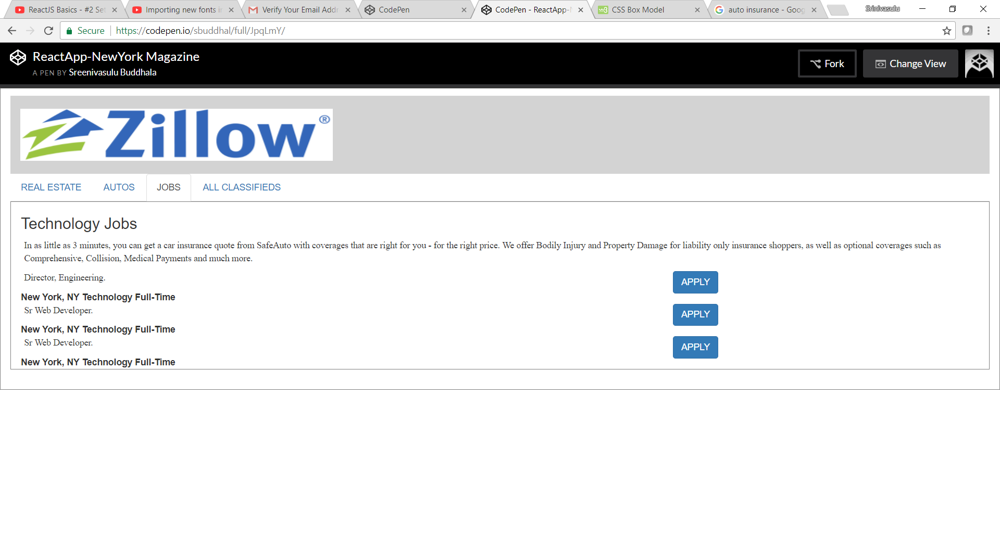 ReactJS Basics - #2 Set
Importing new fonts i
Verify Your Email Addr
CodePen
CodePen - ReactApp-N
CSS Box Model
auto insurance - Goog
Srinivasulu
Secure
https://codepen.io/sbuddhal/full/JpqLmY/
ReactApp-NewYork Magazine
A PEN BY Sreenivasulu Buddhala
Fork
Change View
Zillow®
REAL ESTATE
AUTOS
JOBS
ALL CLASSIFIEDS
Technology Jobs
In as little as 3 minutes, you can get a car insurance quote from SafeAuto with coverages that are right for you - for the right price. We offer Bodily Injury and Property Damage for liability only insurance shoppers, as well as optional coverages such as
Comprehensive, Collision, Medical Payments and much more.
Director, Engineering.
APPLY
New York, NY Technology Full-Time
Sr Web Developer.
APPLY
New York, NY Technology Full-Time
Sr Web Developer.
APPLY
New York, NY Technology Full-Time